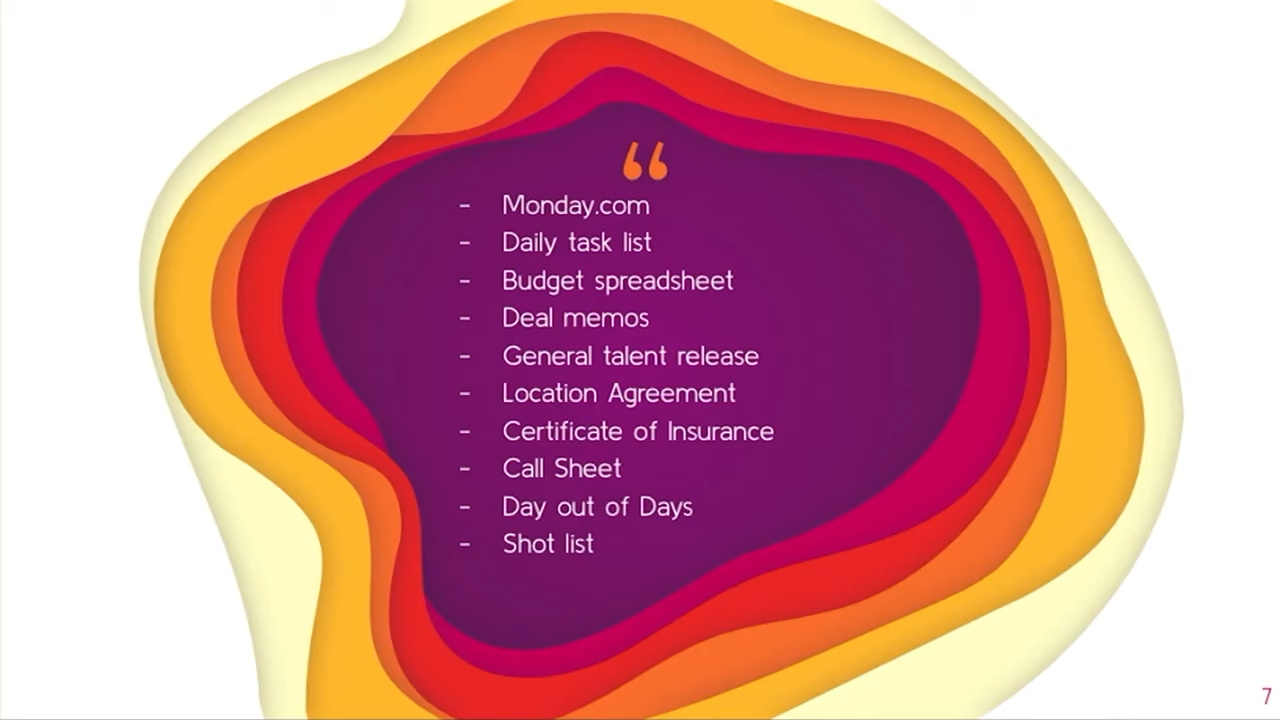 “
- Monday.com
- Daily task list
- Budget spreadsheet
- Deal memos
- General talent release
- Location Agreement
- Certificate of Insurance
- Call Sheet
- Day out of Days
- Shot list
7